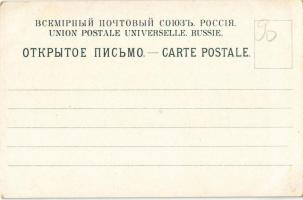 ВСЕМІРНЫЙ ПОЧТОВЫЙ СОЮЗЪ. РОССІЯ.
UNION POSTALE UNIVERSELLE. RUSSIE.
ОТКРЫТОЕ ПИСЬМО. — CARTE POSTALE.